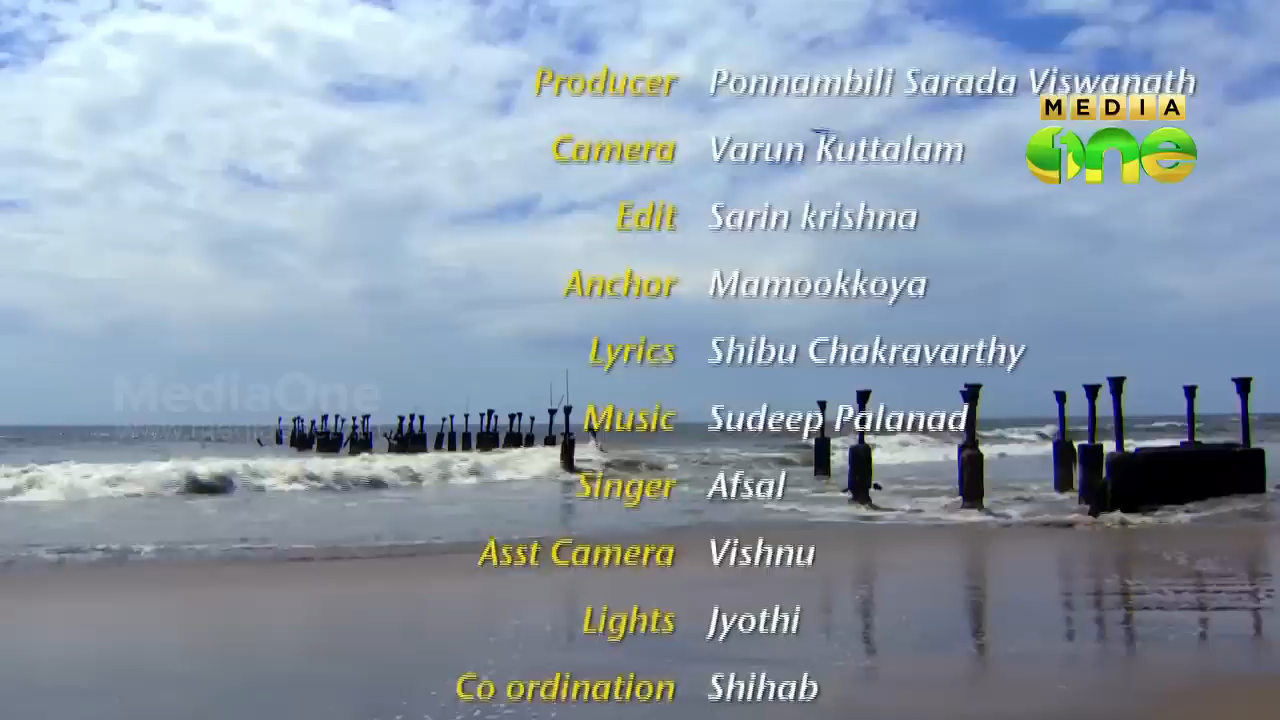 Producer Ponnambili Sarada Viswanath
MEDIA
one
Camera Varun Kuttalam
Edit Sarin krishna
Anchor Mamookkoya
Lyrics Shibu Chakravarthy
MediaOne
Music Sudeep Palanad
Singer Afsal
Asst Camera Vishnu
Lights Jyothi
Co ordination Shihab